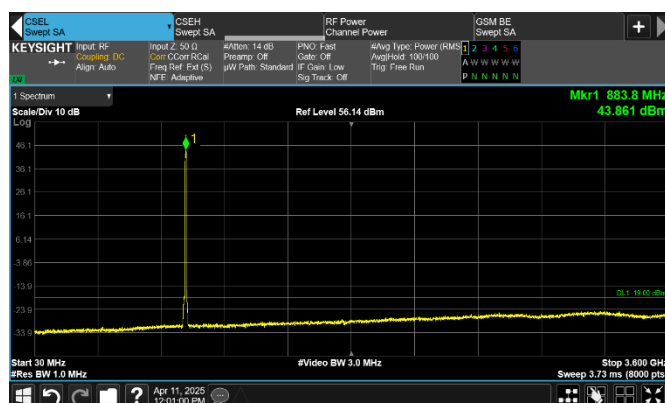 CSEL
Swept SA
CSEH
Swept SA
RF Power
Channel Power
GSM BE
Swept SA
+
KEYSIGHT
Input: RF
Coupling: DC
Align: Auto
Input Z: 50 Ω
Corr CCorr RCal
Freq Ref: Ext (S)
NFE: Adaptive
#Atten: 14 dB
Preamp: Off
µW Path: Standard
PNO: Fast
Gate: Off
IF Gain: Low
Sig Track: Off
#Avg Type: Power (RMS)
Avg|Hold: 100/100
Trig: Free Run
1 2 3 4 5 6
A W W W W W
P N N N N N
1 Spectrum
Scale/Div 10 dB
Log
Ref Level 56.14 dBm
Mkr1 883.8 MHz
43.861 dBm
1
46.1
36.1
26.1
16.1
6.14
-3.86
-13.9
-23.9
-33.9
DL1 -19.00 dBm
Start 30 MHz
#Res BW 1.0 MHz
#Video BW 3.0 MHz
Stop 3.600 GHz
Sweep 3.73 ms (8000 pts)
?
Apr 11, 2025
12:01:00 PM